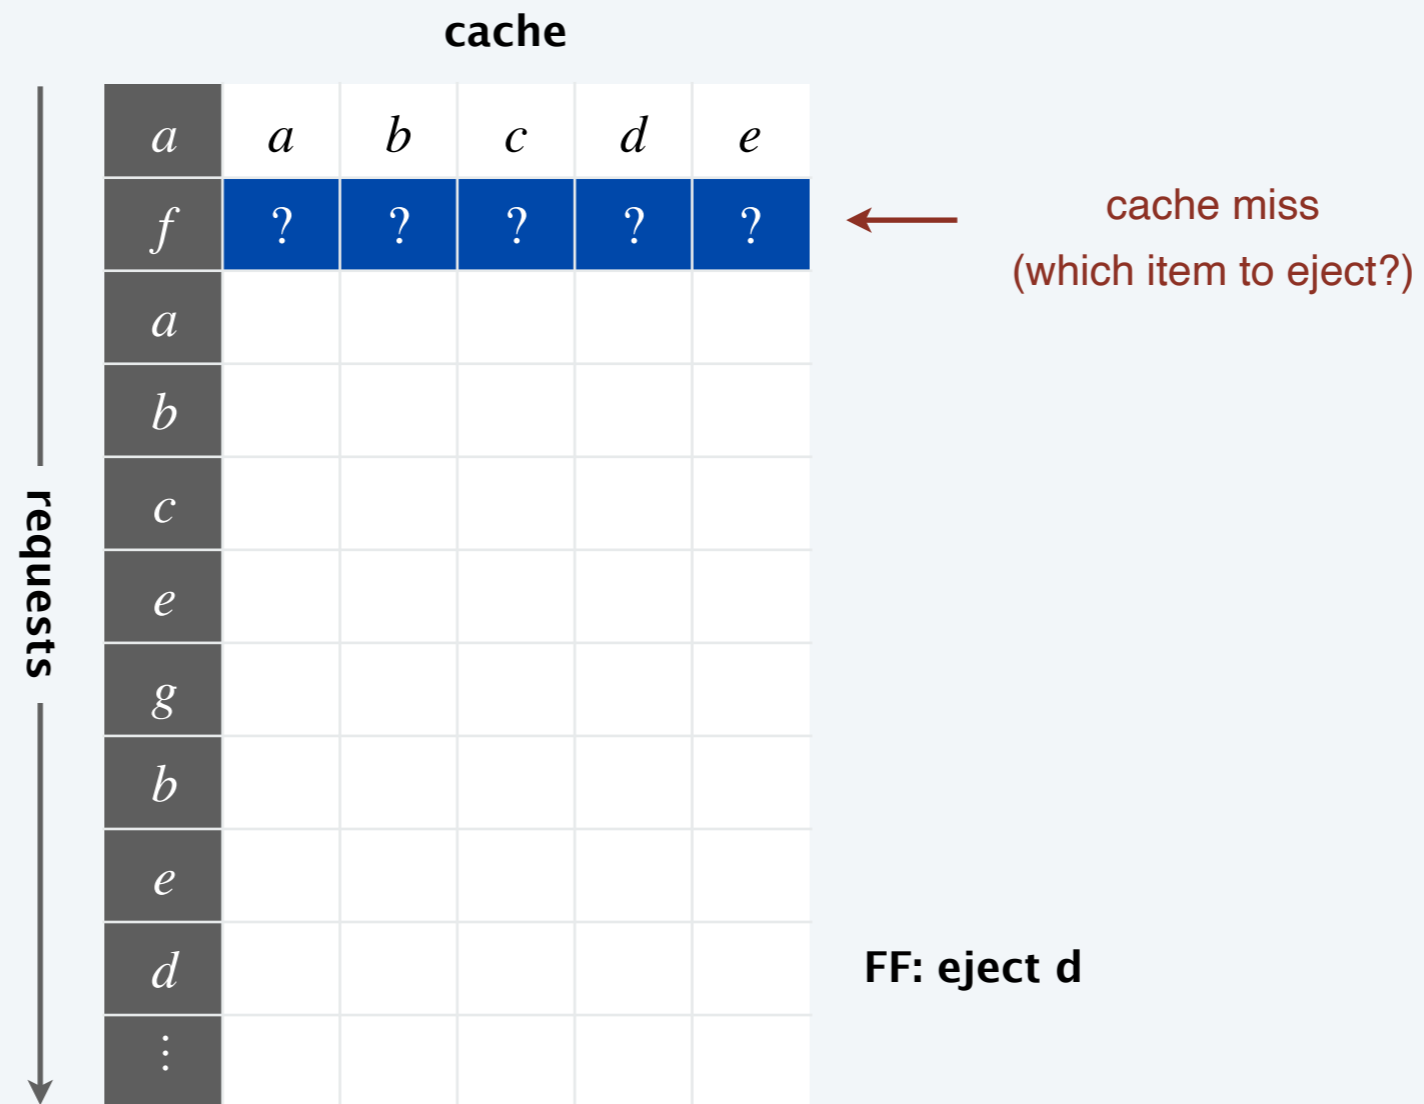 cache
a a b c d e
f ? ? ? ? ?
cache miss
(which item to eject?)
a
b
c
e
g
b
e
d
FF: eject d
⋮
requests